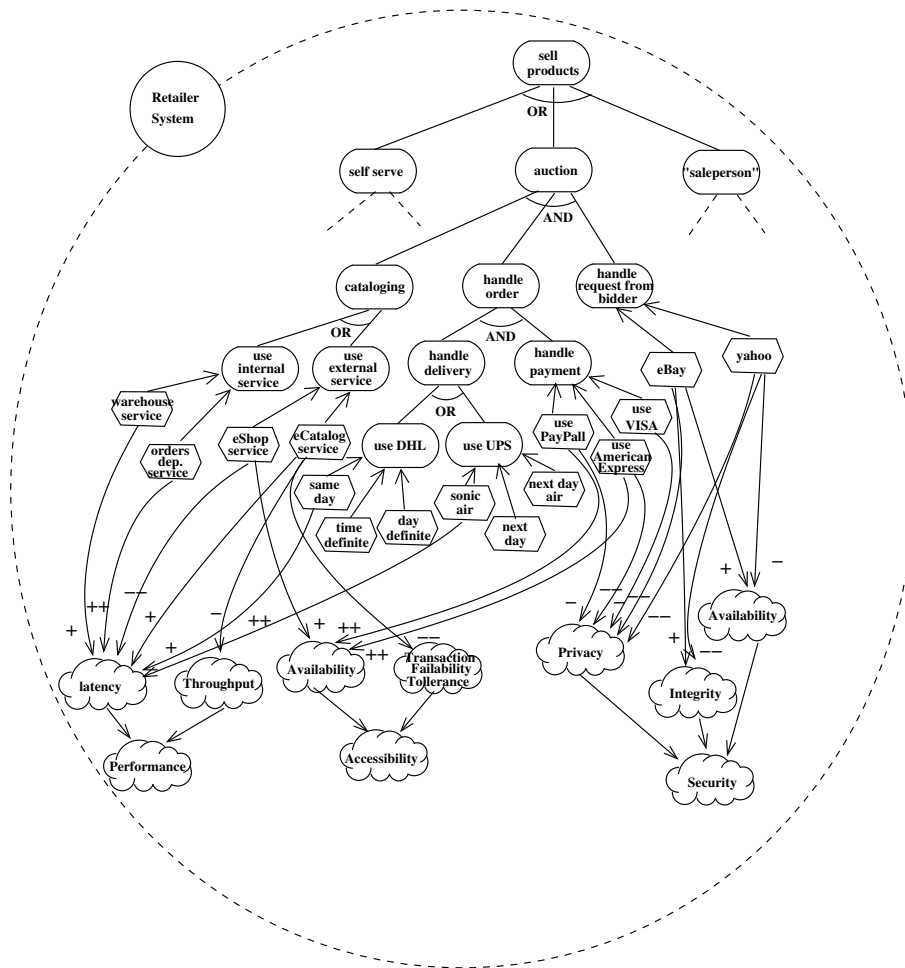 sell
products
Retailer
System
OR
self serve
auction
"saleperson"
AND
cataloging
handle
order
handle
request from
bidder
OR
AND
use
internal
service
use
external
service
handle
delivery
handle
payment
eBay
yahoo
warehouse
service
orders
dep.
service
eShop
service
eCatalog
service
OR
use DHL
use UPS
use
PayPall
use
VISA
use
American
Express
same
day
time
definite
day
definite
sonic
air
next
day
next day
air
+
++
−−
+
+
−
++
+
++
++
−−
−
−−
−
−−
−−
+
−−
+
−
latency
Throughput
Availability
Transaction
Failability
Tollerance
Privacy
Integrity
Availability
Performance
Accessibility
Security